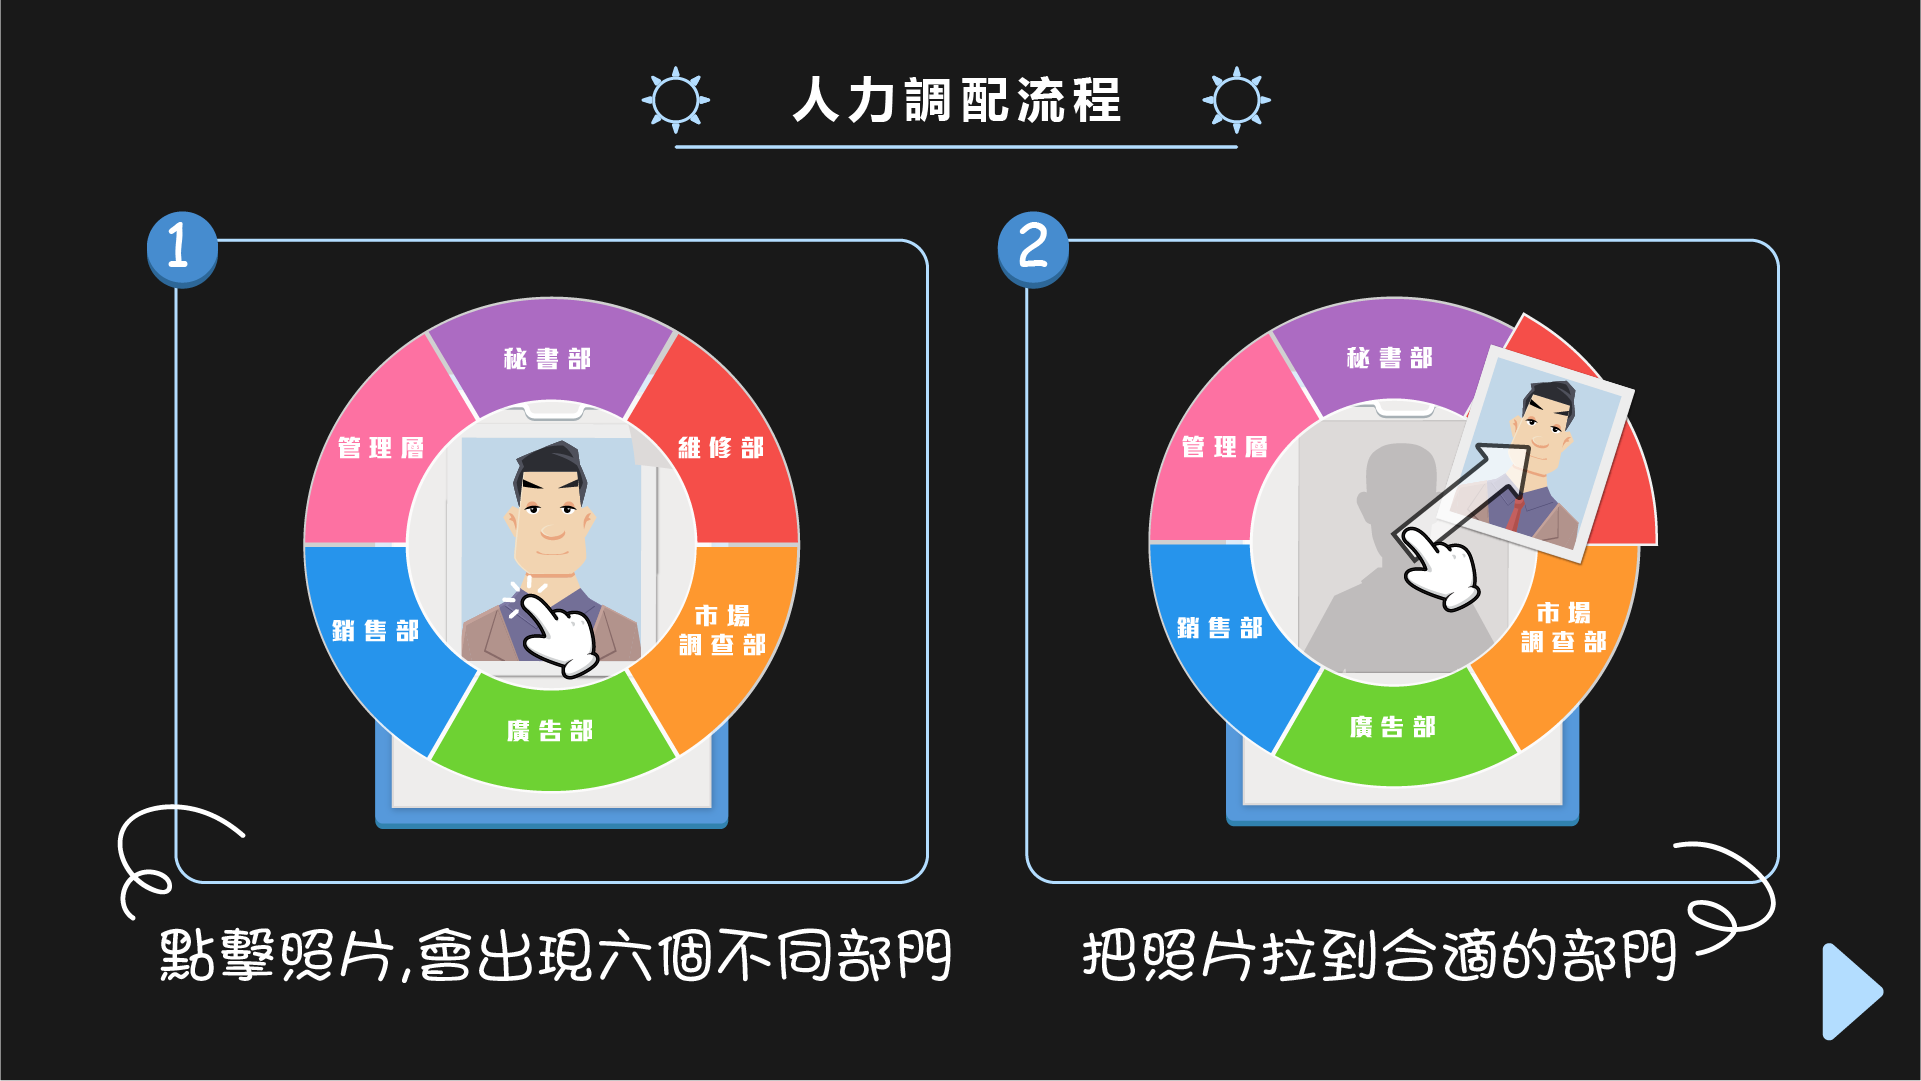 人力調配流程
1
秘書部
管理層
維修部
銷售部
市場
調查部
廣告部
點擊照片,會出現六個不同部門
2
秘書部
管理層
銷售部
市場
調查部
廣告部
把照片拉到合適的部門